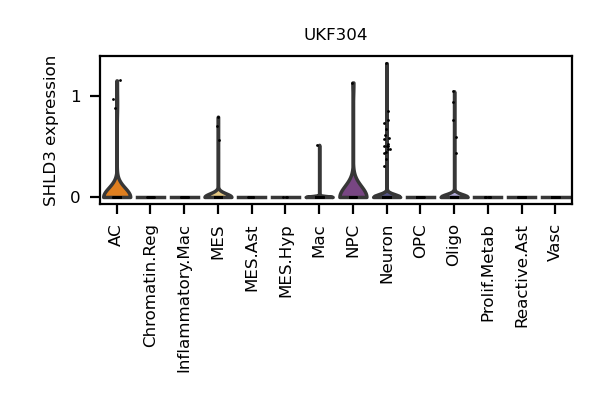 UKF304
SHLD3 expression
1
0
AC
Chromatin.Reg
Inflammatory.Mac
MES
MES.Ast
MES.Hyp
Mac
NPC
Neuron
OPC
Oligo
Prolif.Metab
Reactive.Ast
Vasc